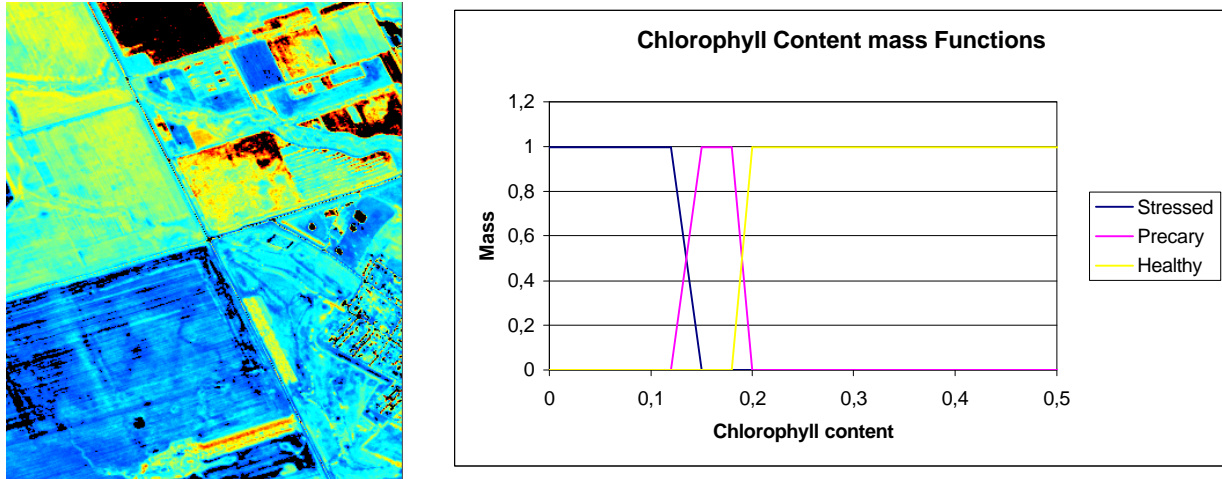 Chlorophyll Content mass Functions
1,2
1
0,8
0,6
0,4
0,2
0
Mass
0 0,1 0,2 0,3 0,4 0,5
Chlorophyll content
Stressed
Precary
Healthy